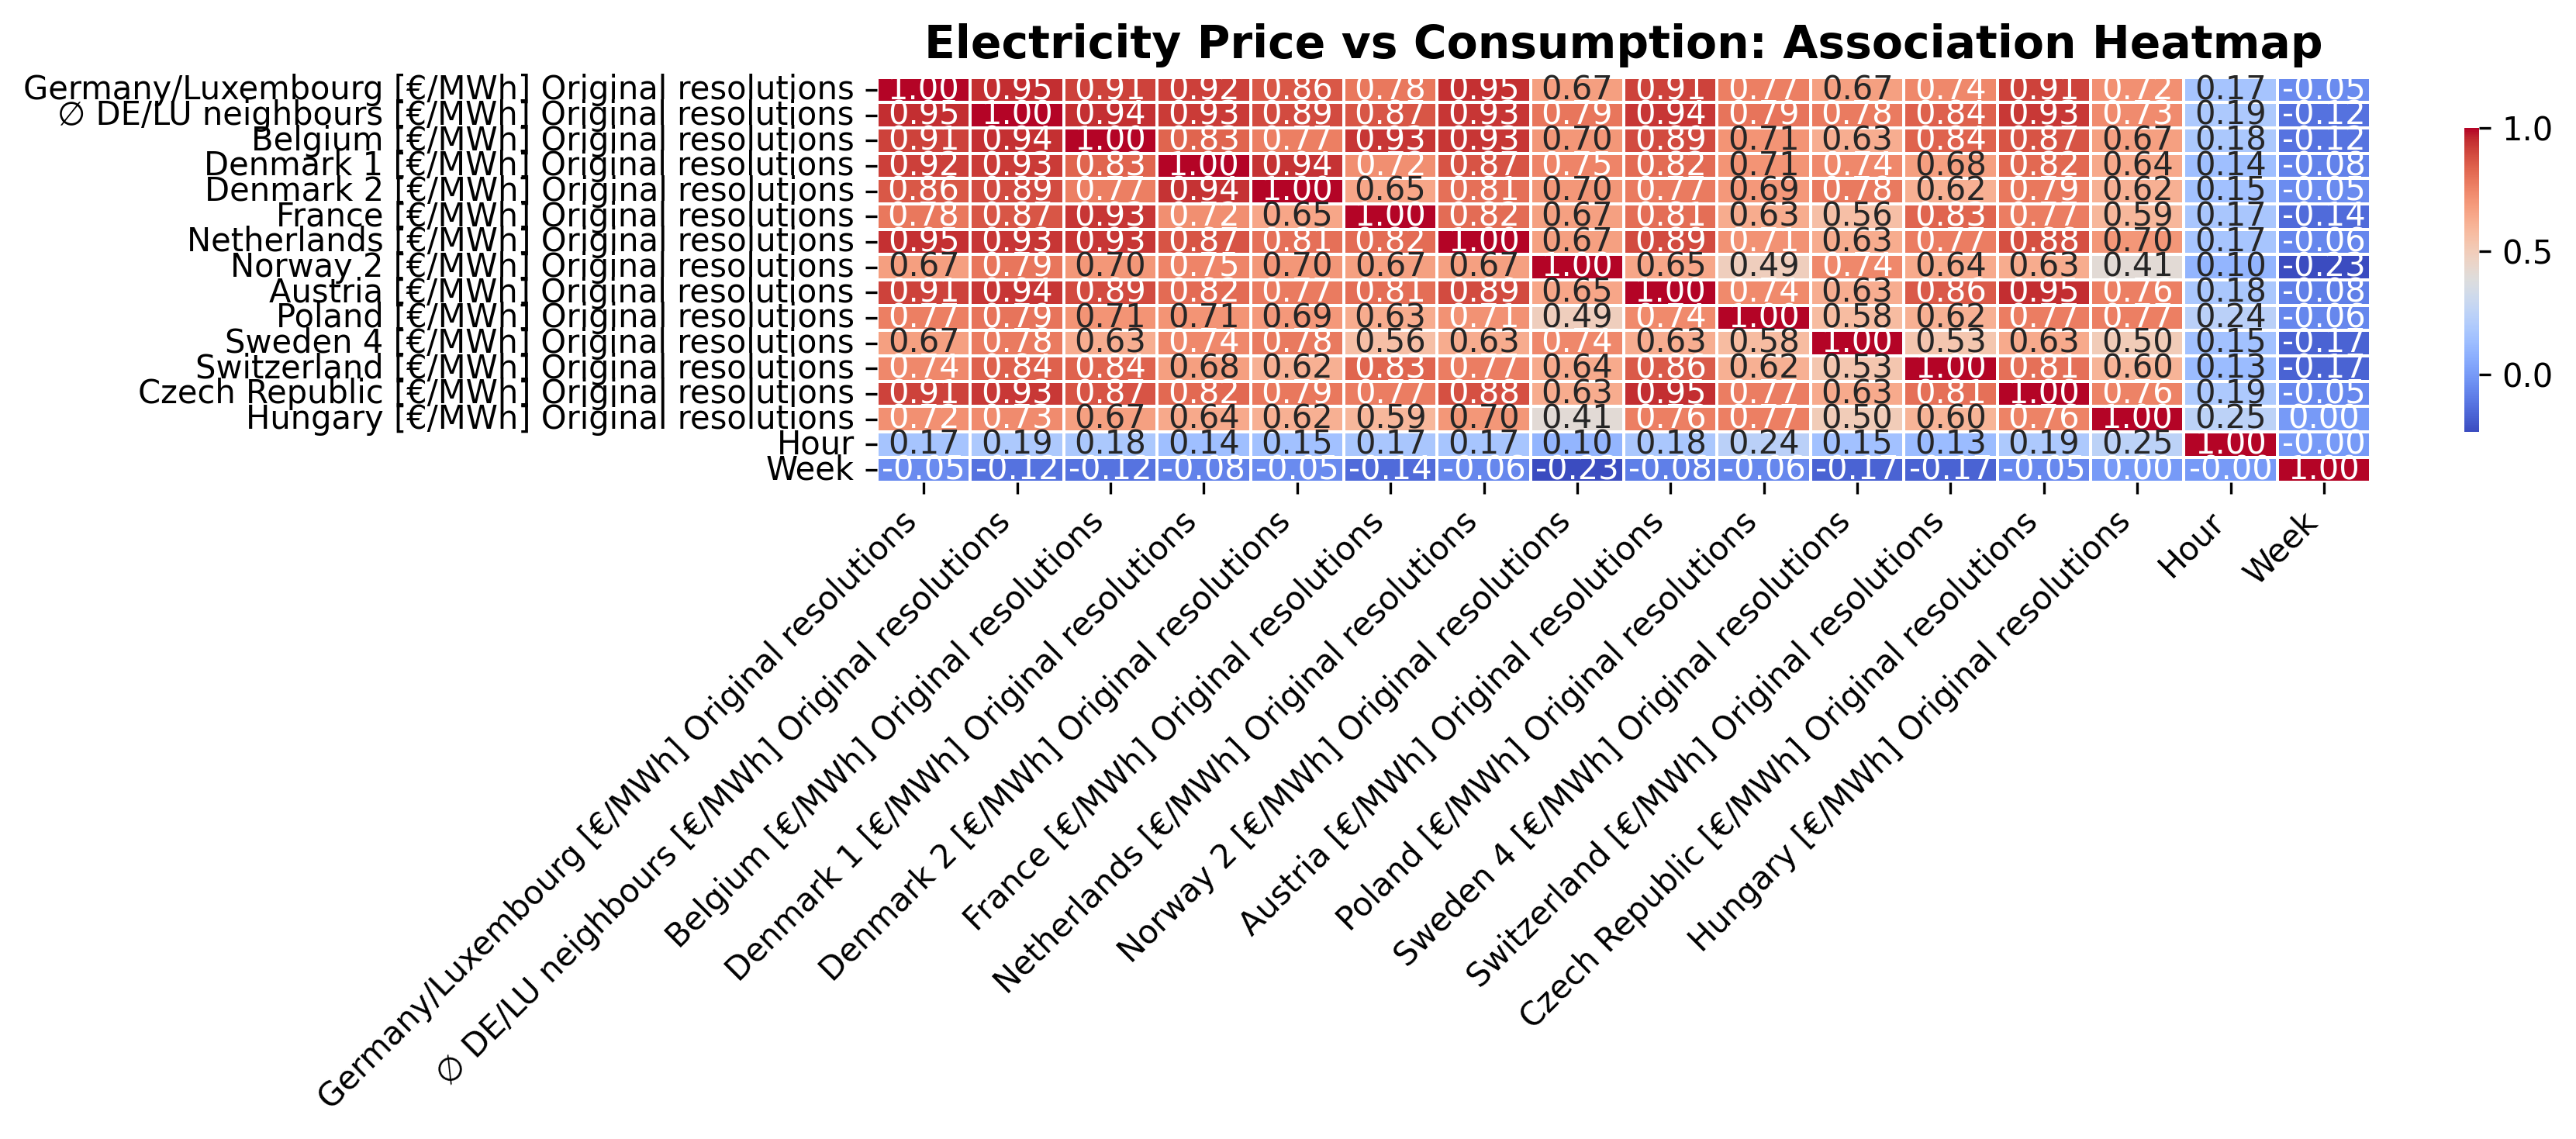 Electricity Price vs Consumption: Association Heatmap
Germany/Luxembourg [€/MWh] Original resolutions 1.00 0.95 0.91 0.92 0.86 0.78 0.95 0.67 0.91 0.77 0.67 0.74 0.91 0.72 0.17 -0.05
∅ DE/LU neighbours [€/MWh] Original resolutions 0.95 1.00 0.94 0.93 0.89 0.87 0.93 0.79 0.94 0.79 0.78 0.84 0.93 0.73 0.19 -0.12
Belgium [€/MWh] Original resolutions 0.91 0.94 1.00 0.83 0.77 0.93 0.93 0.70 0.89 0.71 0.63 0.84 0.87 0.67 0.18 -0.12
Denmark 1 [€/MWh] Original resolutions 0.92 0.93 0.83 1.00 0.94 0.72 0.87 0.75 0.82 0.71 0.74 0.68 0.82 0.64 0.14 -0.08
Denmark 2 [€/MWh] Original resolutions 0.86 0.89 0.77 0.94 1.00 0.65 0.81 0.70 0.77 0.69 0.78 0.62 0.79 0.62 0.15 -0.05
France [€/MWh] Original resolutions 0.78 0.87 0.93 0.72 0.65 1.00 0.82 0.67 0.81 0.63 0.56 0.83 0.77 0.59 0.17 -0.14
Netherlands [€/MWh] Original resolutions 0.95 0.93 0.93 0.87 0.81 0.82 1.00 0.67 0.89 0.71 0.63 0.77 0.88 0.70 0.17 -0.06
Norway 2 [€/MWh] Original resolutions 0.67 0.79 0.70 0.75 0.70 0.67 0.67 1.00 0.65 0.49 0.74 0.64 0.63 0.41 0.10 -0.23
Austria [€/MWh] Original resolutions 0.91 0.94 0.89 0.82 0.77 0.81 0.89 0.65 1.00 0.74 0.63 0.86 0.95 0.76 0.18 -0.08
Poland [€/MWh] Original resolutions 0.77 0.79 0.71 0.71 0.69 0.63 0.71 0.49 0.74 1.00 0.58 0.62 0.77 0.77 0.24 -0.06
Sweden 4 [€/MWh] Original resolutions 0.67 0.78 0.63 0.74 0.78 0.56 0.63 0.74 0.63 0.58 1.00 0.53 0.63 0.50 0.15 -0.17
Switzerland [€/MWh] Original resolutions 0.74 0.84 0.84 0.68 0.62 0.83 0.77 0.64 0.86 0.62 0.53 1.00 0.81 0.60 0.13 -0.17
Czech Republic [€/MWh] Original resolutions 0.91 0.93 0.87 0.82 0.79 0.77 0.88 0.63 0.95 0.77 0.63 0.81 1.00 0.76 0.19 -0.05
Hungary [€/MWh] Original resolutions 0.72 0.73 0.67 0.64 0.62 0.59 0.70 0.41 0.76 0.77 0.50 0.60 0.76 1.00 0.25 0.00
Hour 0.17 0.19 0.18 0.14 0.15 0.17 0.17 0.10 0.18 0.24 0.15 0.13 0.19 0.25 1.00 -0.00
Week -0.05 -0.12 -0.12 -0.08 -0.05 -0.14 -0.06 -0.23 -0.08 -0.06 -0.17 -0.17 -0.05 0.00 -0.00 1.00
Germany/Luxembourg [€/MWh] Original resolutions
∅ DE/LU neighbours [€/MWh] Original resolutions
Belgium [€/MWh] Original resolutions
Denmark 1 [€/MWh] Original resolutions
Denmark 2 [€/MWh] Original resolutions
France [€/MWh] Original resolutions
Netherlands [€/MWh] Original resolutions
Norway 2 [€/MWh] Original resolutions
Austria [€/MWh] Original resolutions
Poland [€/MWh] Original resolutions
Sweden 4 [€/MWh] Original resolutions
Switzerland [€/MWh] Original resolutions
Czech Republic [€/MWh] Original resolutions
Hungary [€/MWh] Original resolutions
Hour
Week
1.0
0.5
0.0